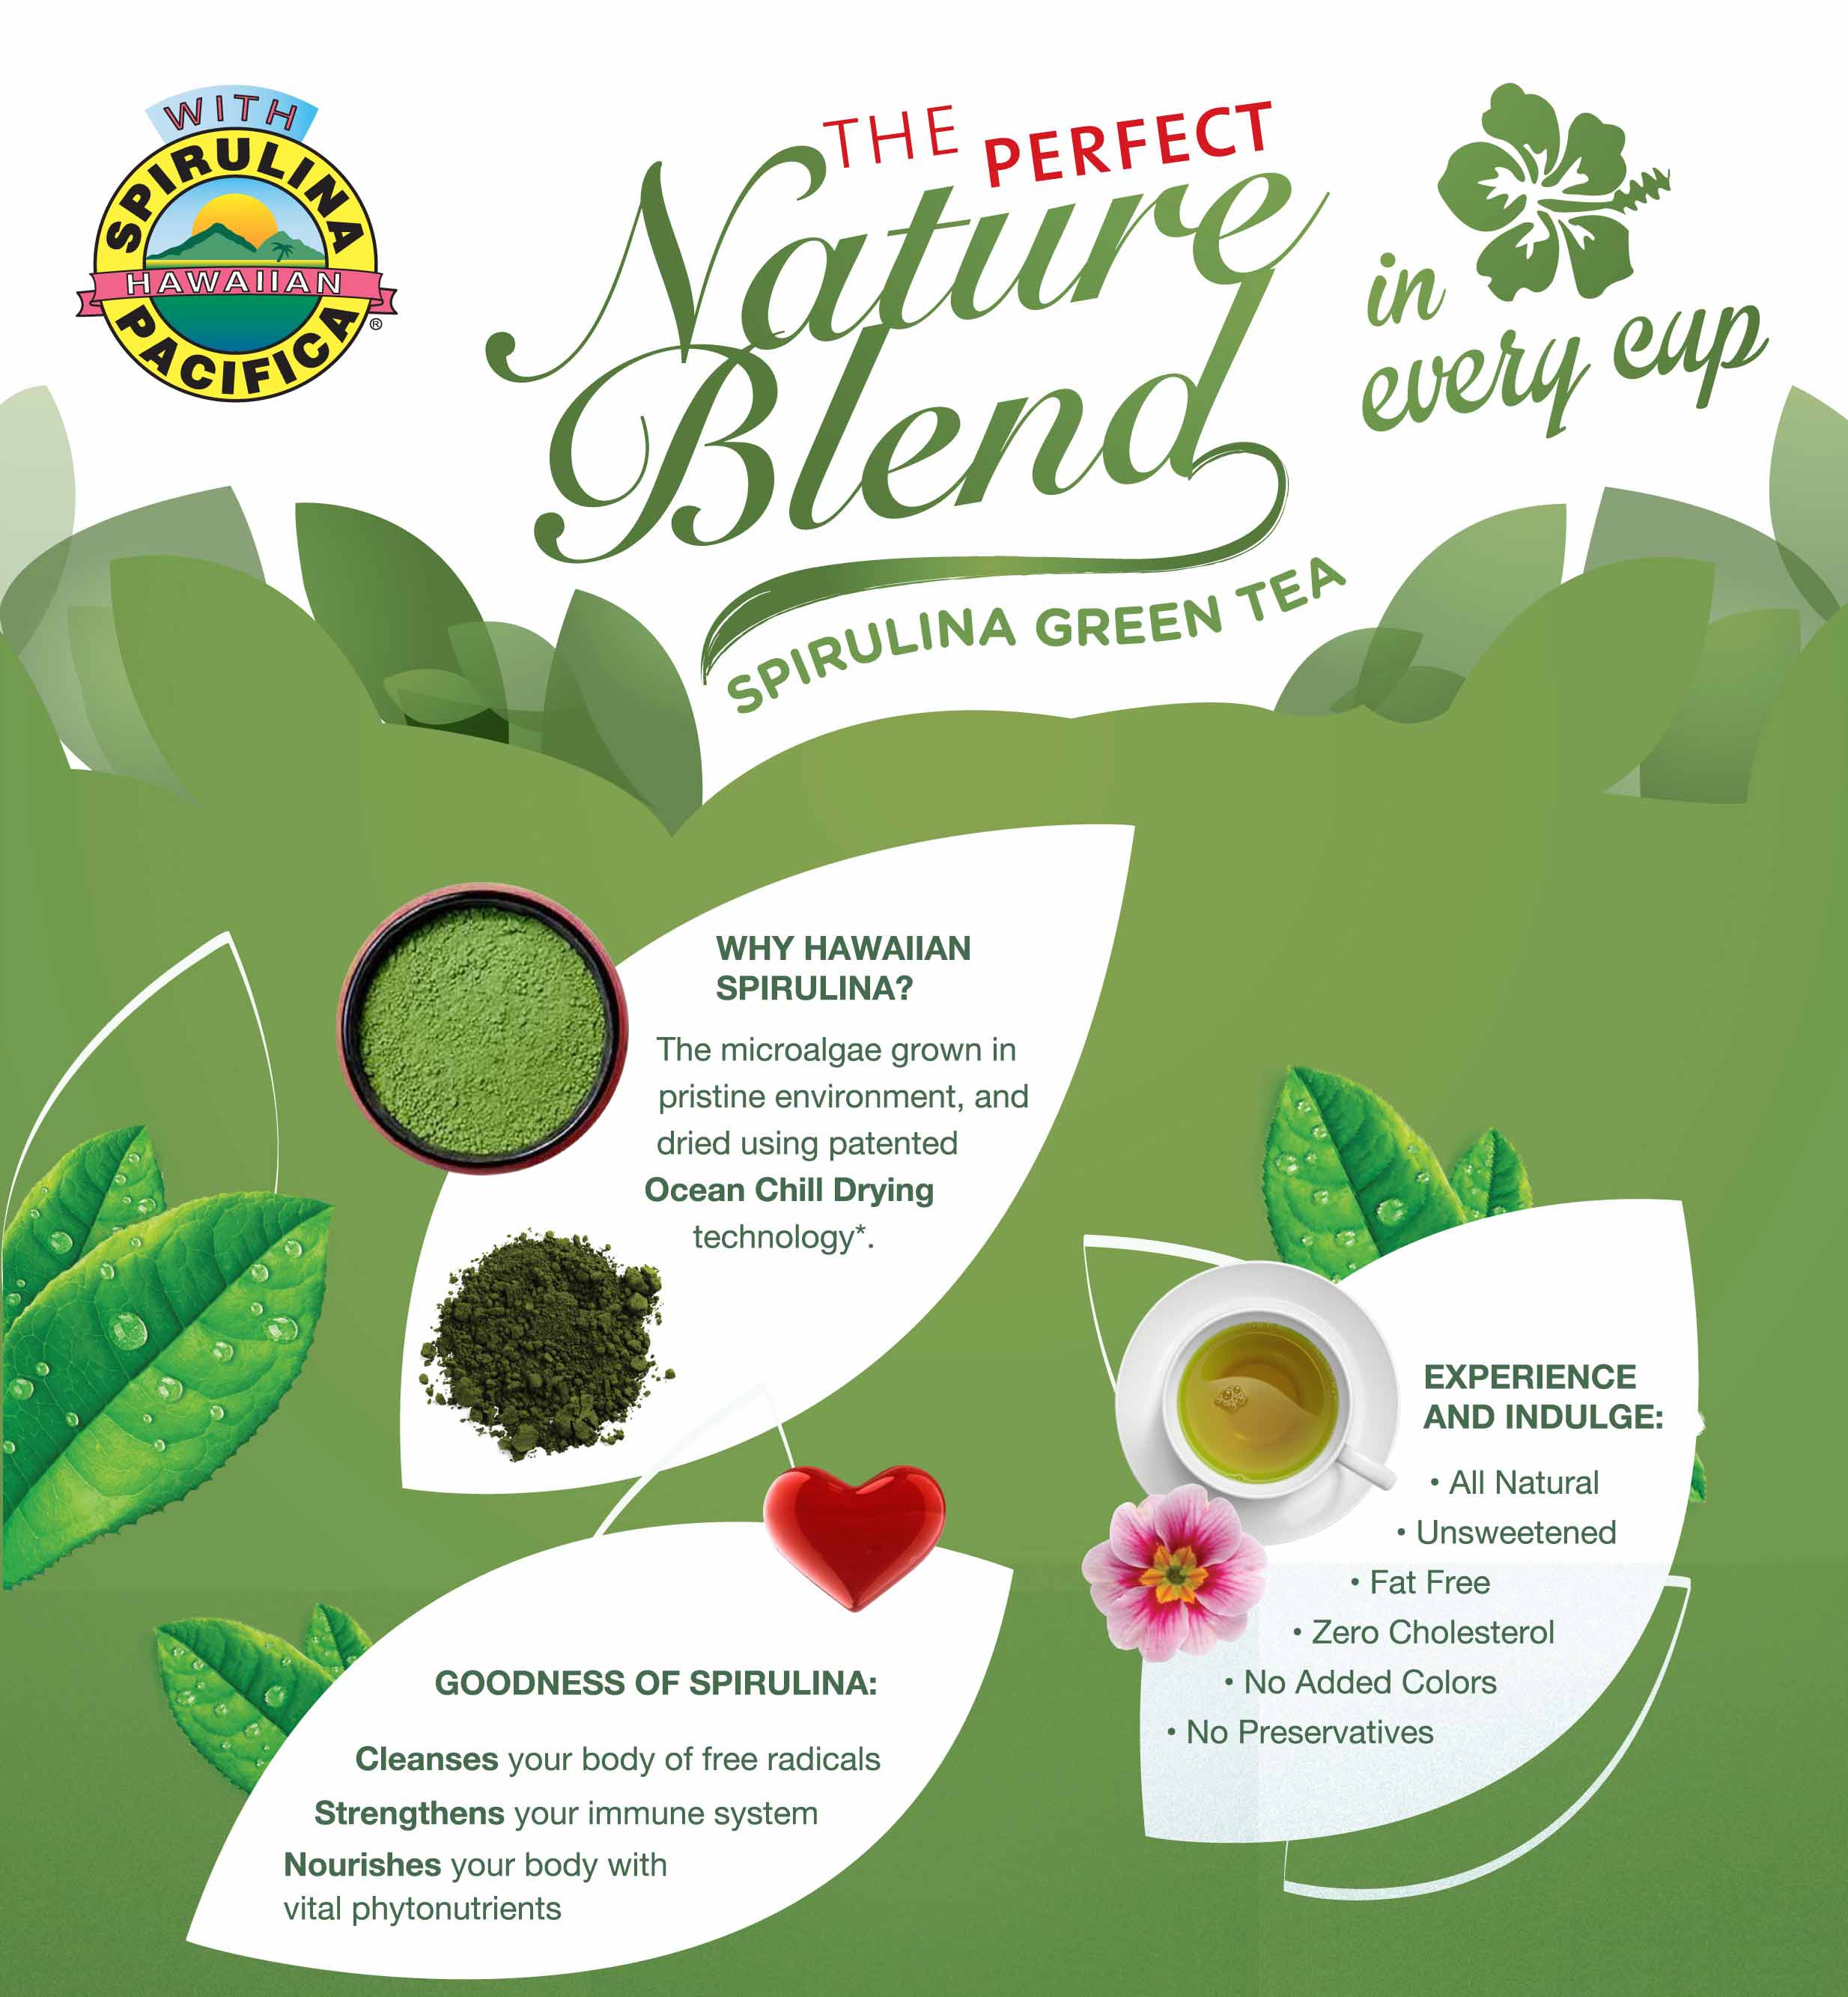 WITH
SPIRULINA
HAWAIIAN
PACIFICA®
THE PERFECT
Nature
Blend
SPIRULINA GREEN TEA
in
every cup
WHY HAWAIIAN
SPIRULINA?
The microalgae grown in
pristine environment, and
dried using patented
Ocean Chill Drying
technology*.
EXPERIENCE
AND INDULGE:
• All Natural
• Unsweetened
• Fat Free
• Zero Cholesterol
• No Added Colors
• No Preservatives
GOODNESS OF SPIRULINA:
Cleanses your body of free radicals
Strengthens your immune system
Nourishes your body with
vital phytonutrients